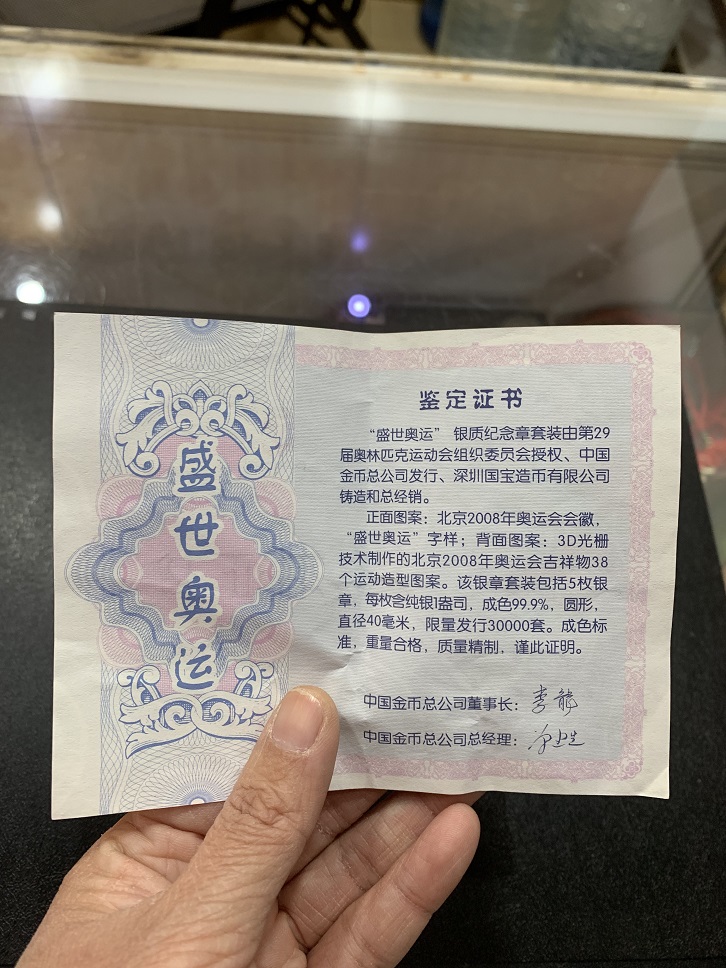 盛世奥运
鉴定证书
“盛世奥运” 银质纪念章套装由第29
届奥林匹克运动会组织委员会授权、中国
金币总公司发行、深圳国宝造币有限公司
铸造和总经销。
正面图案：北京2008年奥运会会徽，
“盛世奥运”字样；背面图案：3D光栅
技术制作的北京2008年奥运会吉祥物38
个运动造型图案。该银章套装包括5枚银
章，每枚含纯银1盎司，成色99.9%，圆形，
直径40毫米，限量发行30000套。成色标
准，重量合格，质量精制，谨此证明。
中国金币总公司董事长：
中国金币总公司总经理：